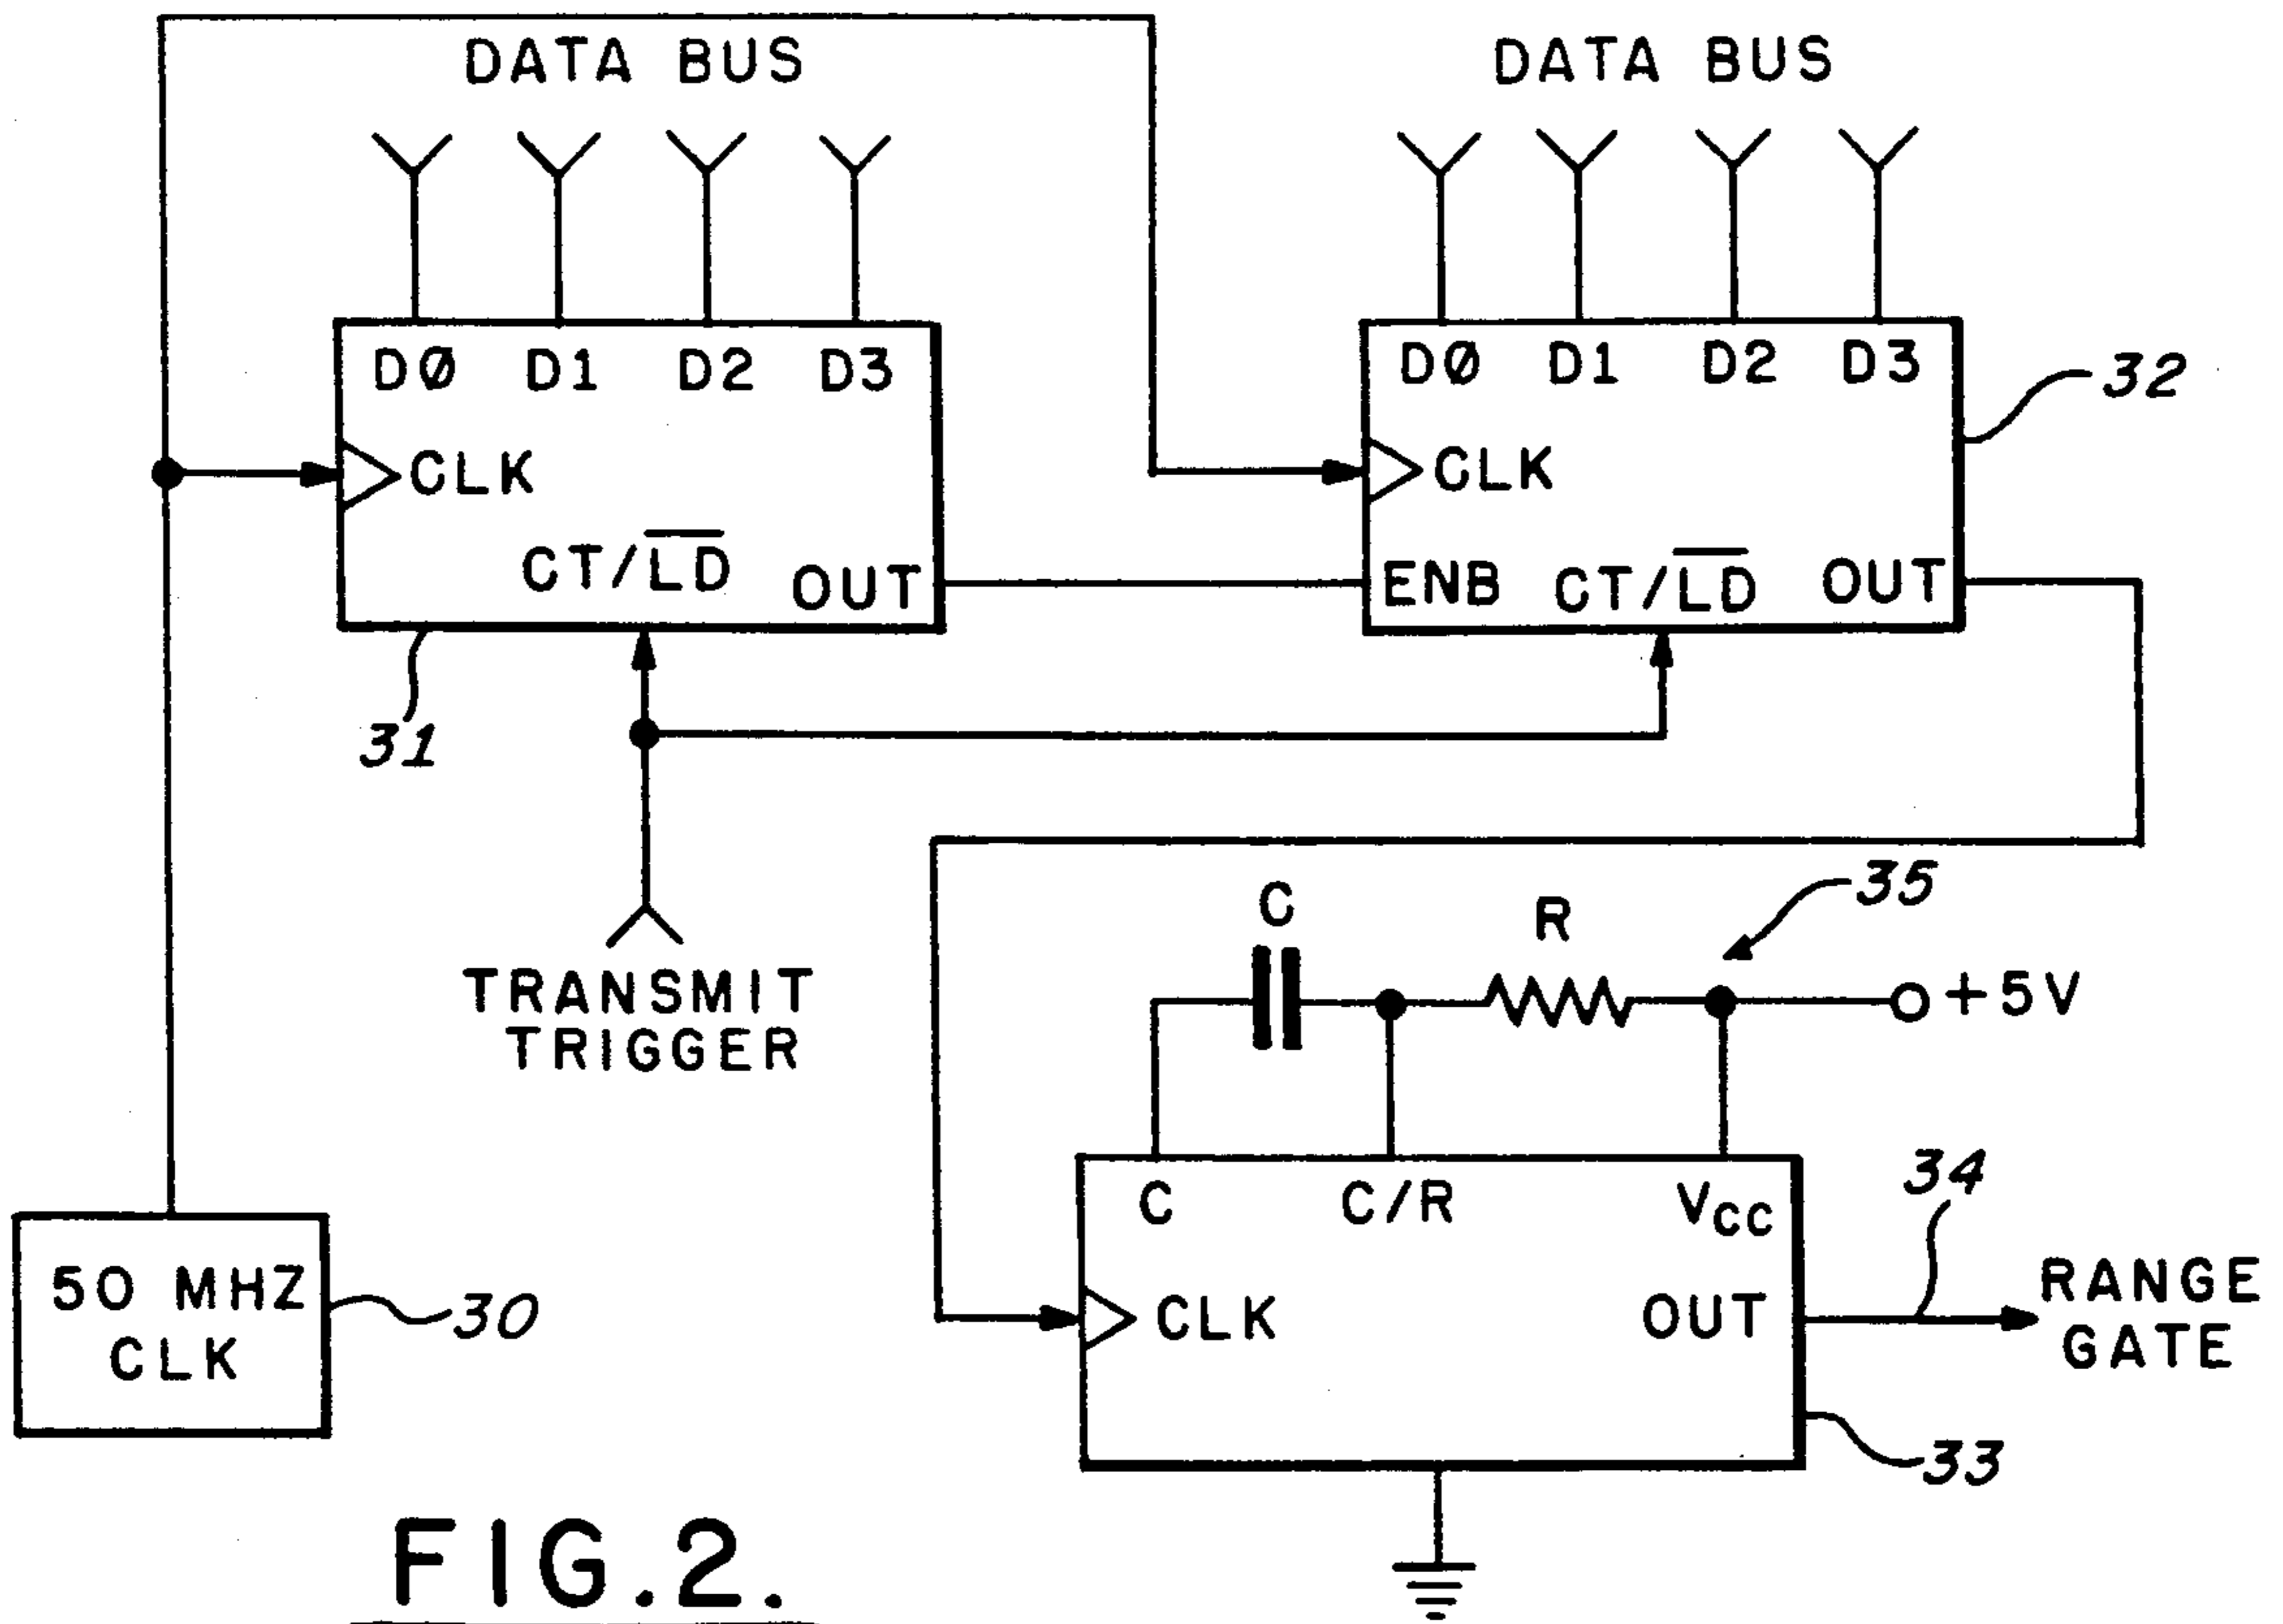 DATA BUS
DATA BUS
DØ D1 D2 D3
DØ D1 D2 D3
32
CLK
CLK
CT/L̅D̅
OUT
ENB
CT/L̅D̅
OUT
31
TRANSMIT
TRIGGER
35
C
R
+5V
C
C/R
VCC
34
50 MHZ
CLK
30
CLK
OUT
RANGE
GATE
33
FIG.2.